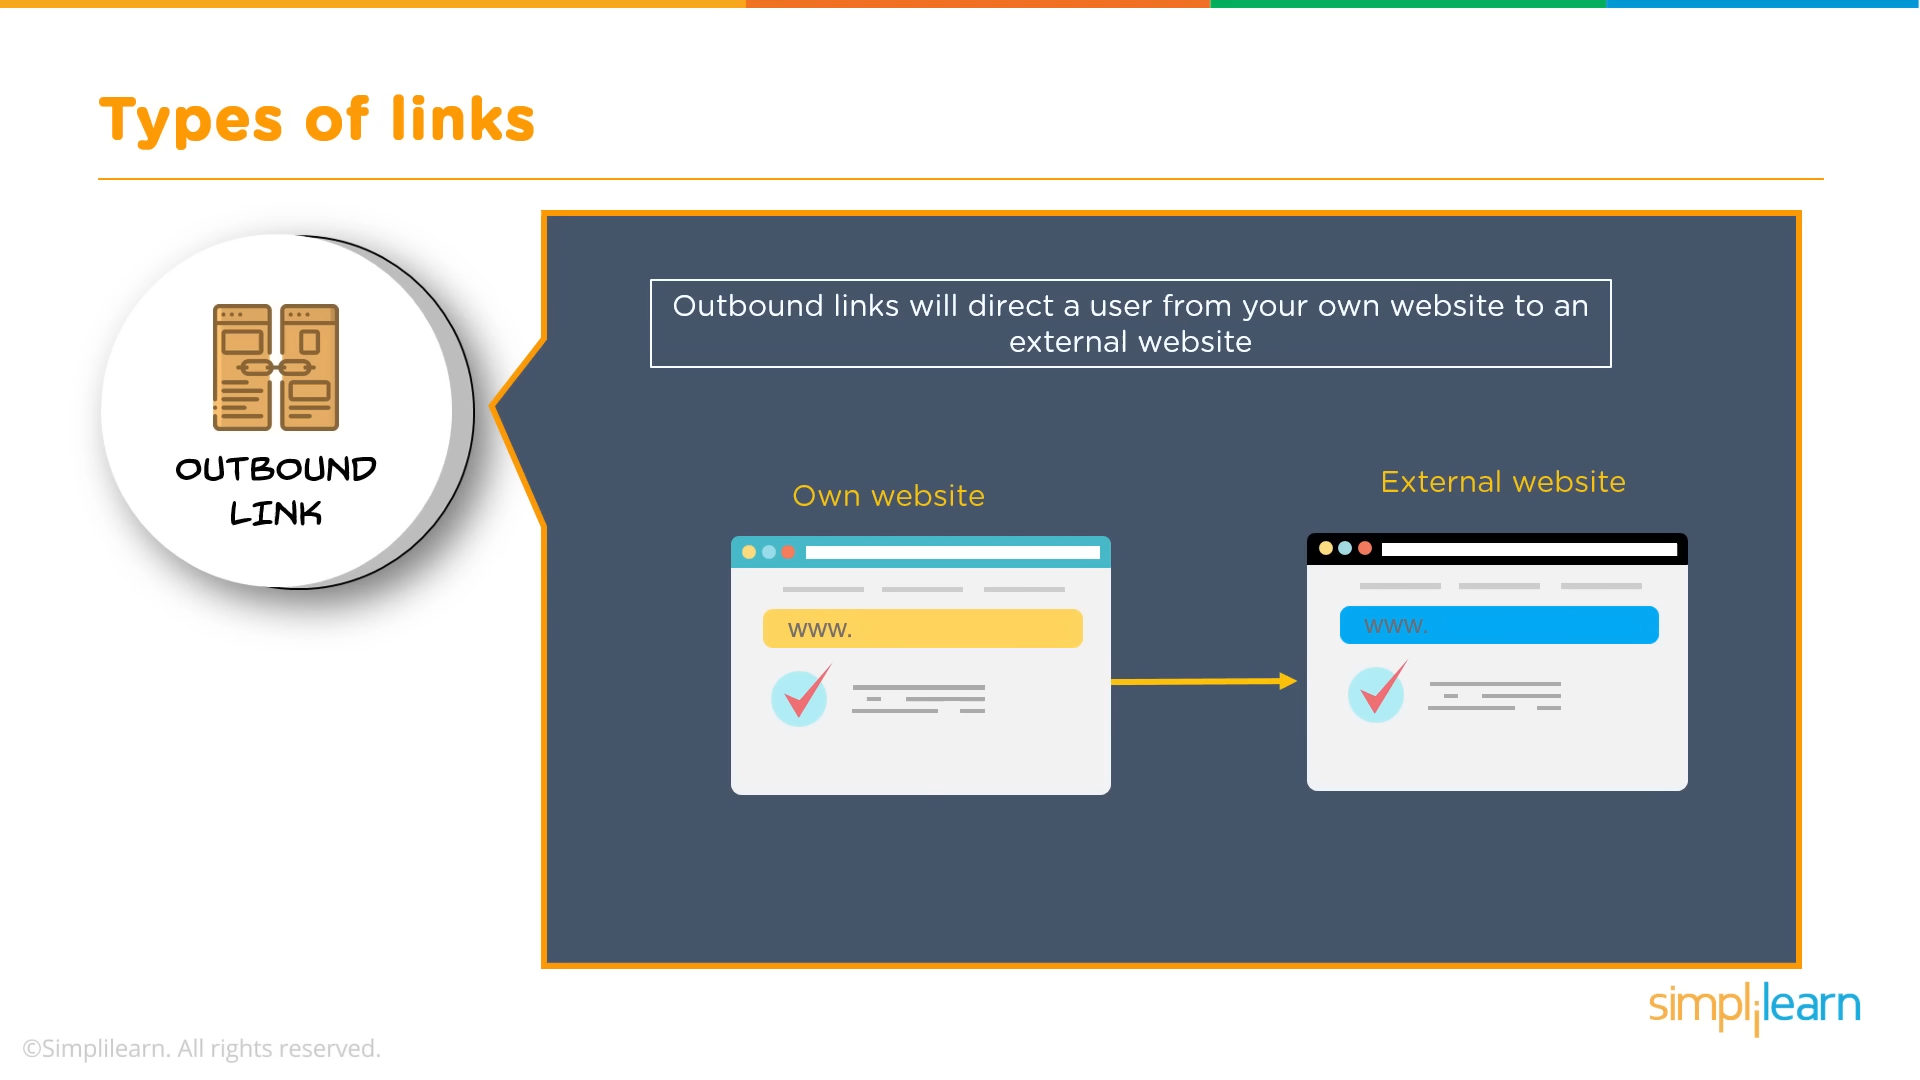 Types of links
OUTBOUND
LINK
Outbound links will direct a user from your own website to an
external website
Own website
External website
www.
www.
simplilearn
©Simplilearn. All rights reserved.